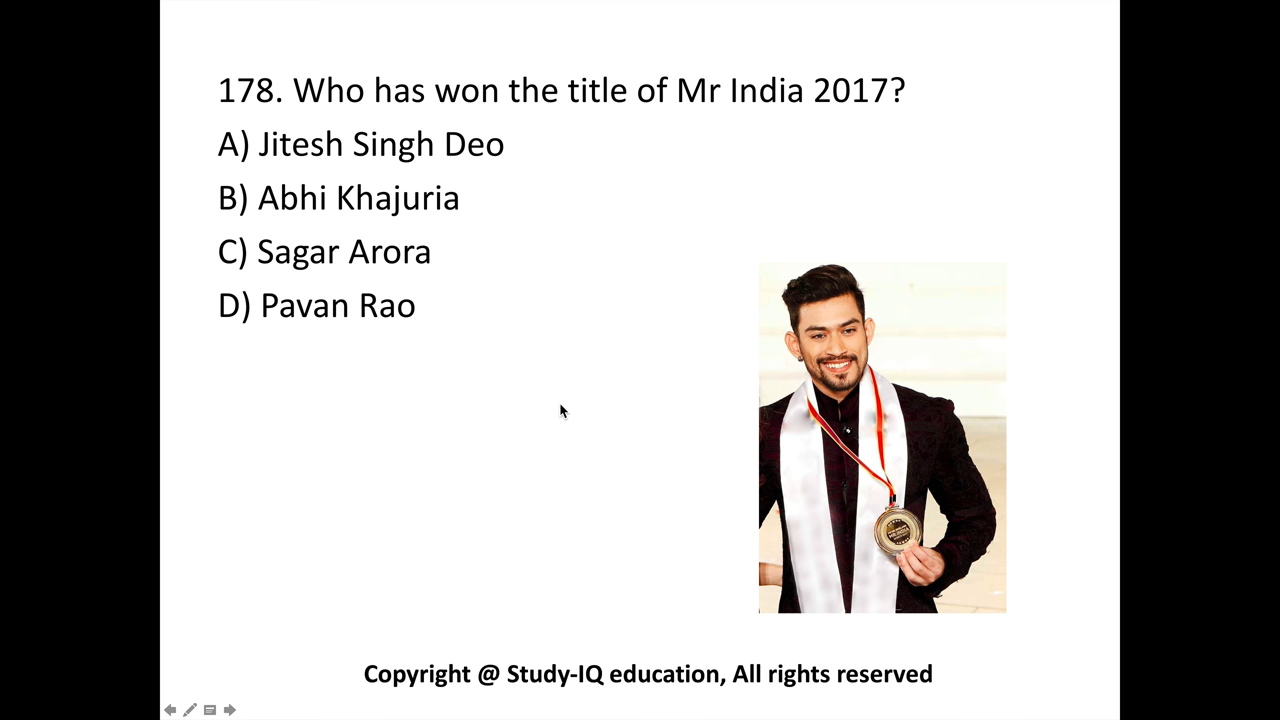 178. Who has won the title of Mr India 2017?
A) Jitesh Singh Deo
B) Abhi Khajuria
C) Sagar Arora
D) Pavan Rao
Copyright @ Study-IQ education, All rights reserved